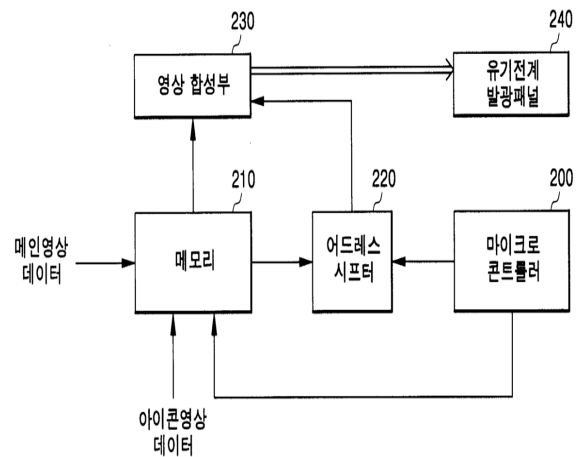 230
240
영상 합성부
유기전계
발광패널
210
220
200
메인영상
데이터
메모리
어드레스
시프터
마이크로
콘트롤러
아이콘영상
데이터